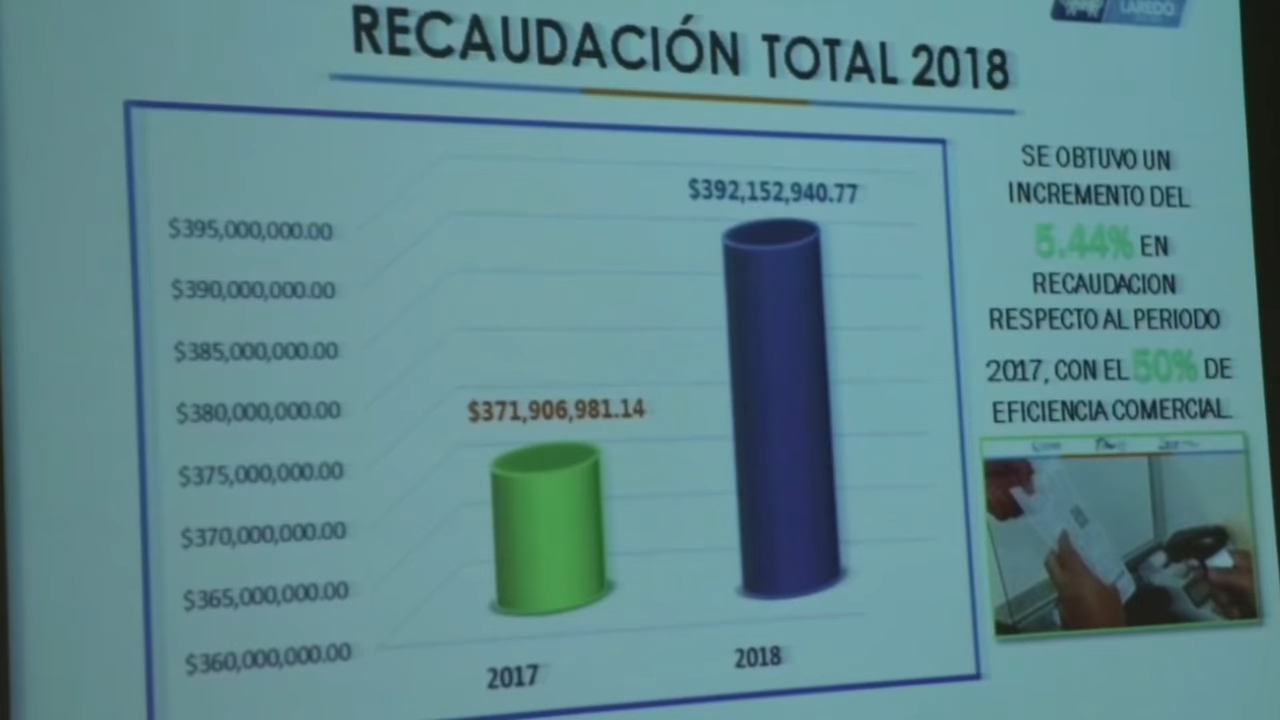 LAREDO
RECAUDACIÓN TOTAL 2018
$395,000,000.00
$390,000,000.00
$385,000,000.00
$380,000,000.00
$375,000,000.00
$370,000,000.00
$365,000,000.00
$360,000,000.00
$371,906,981.14
$392,152,940.77
2017
2018
SE OBTUVO UN
INCREMENTO DEL
5.44% EN
RECAUDACION
RESPECTO AL PERIODO
2017, CON EL 50% DE
EFICIENCIA COMERCIAL.